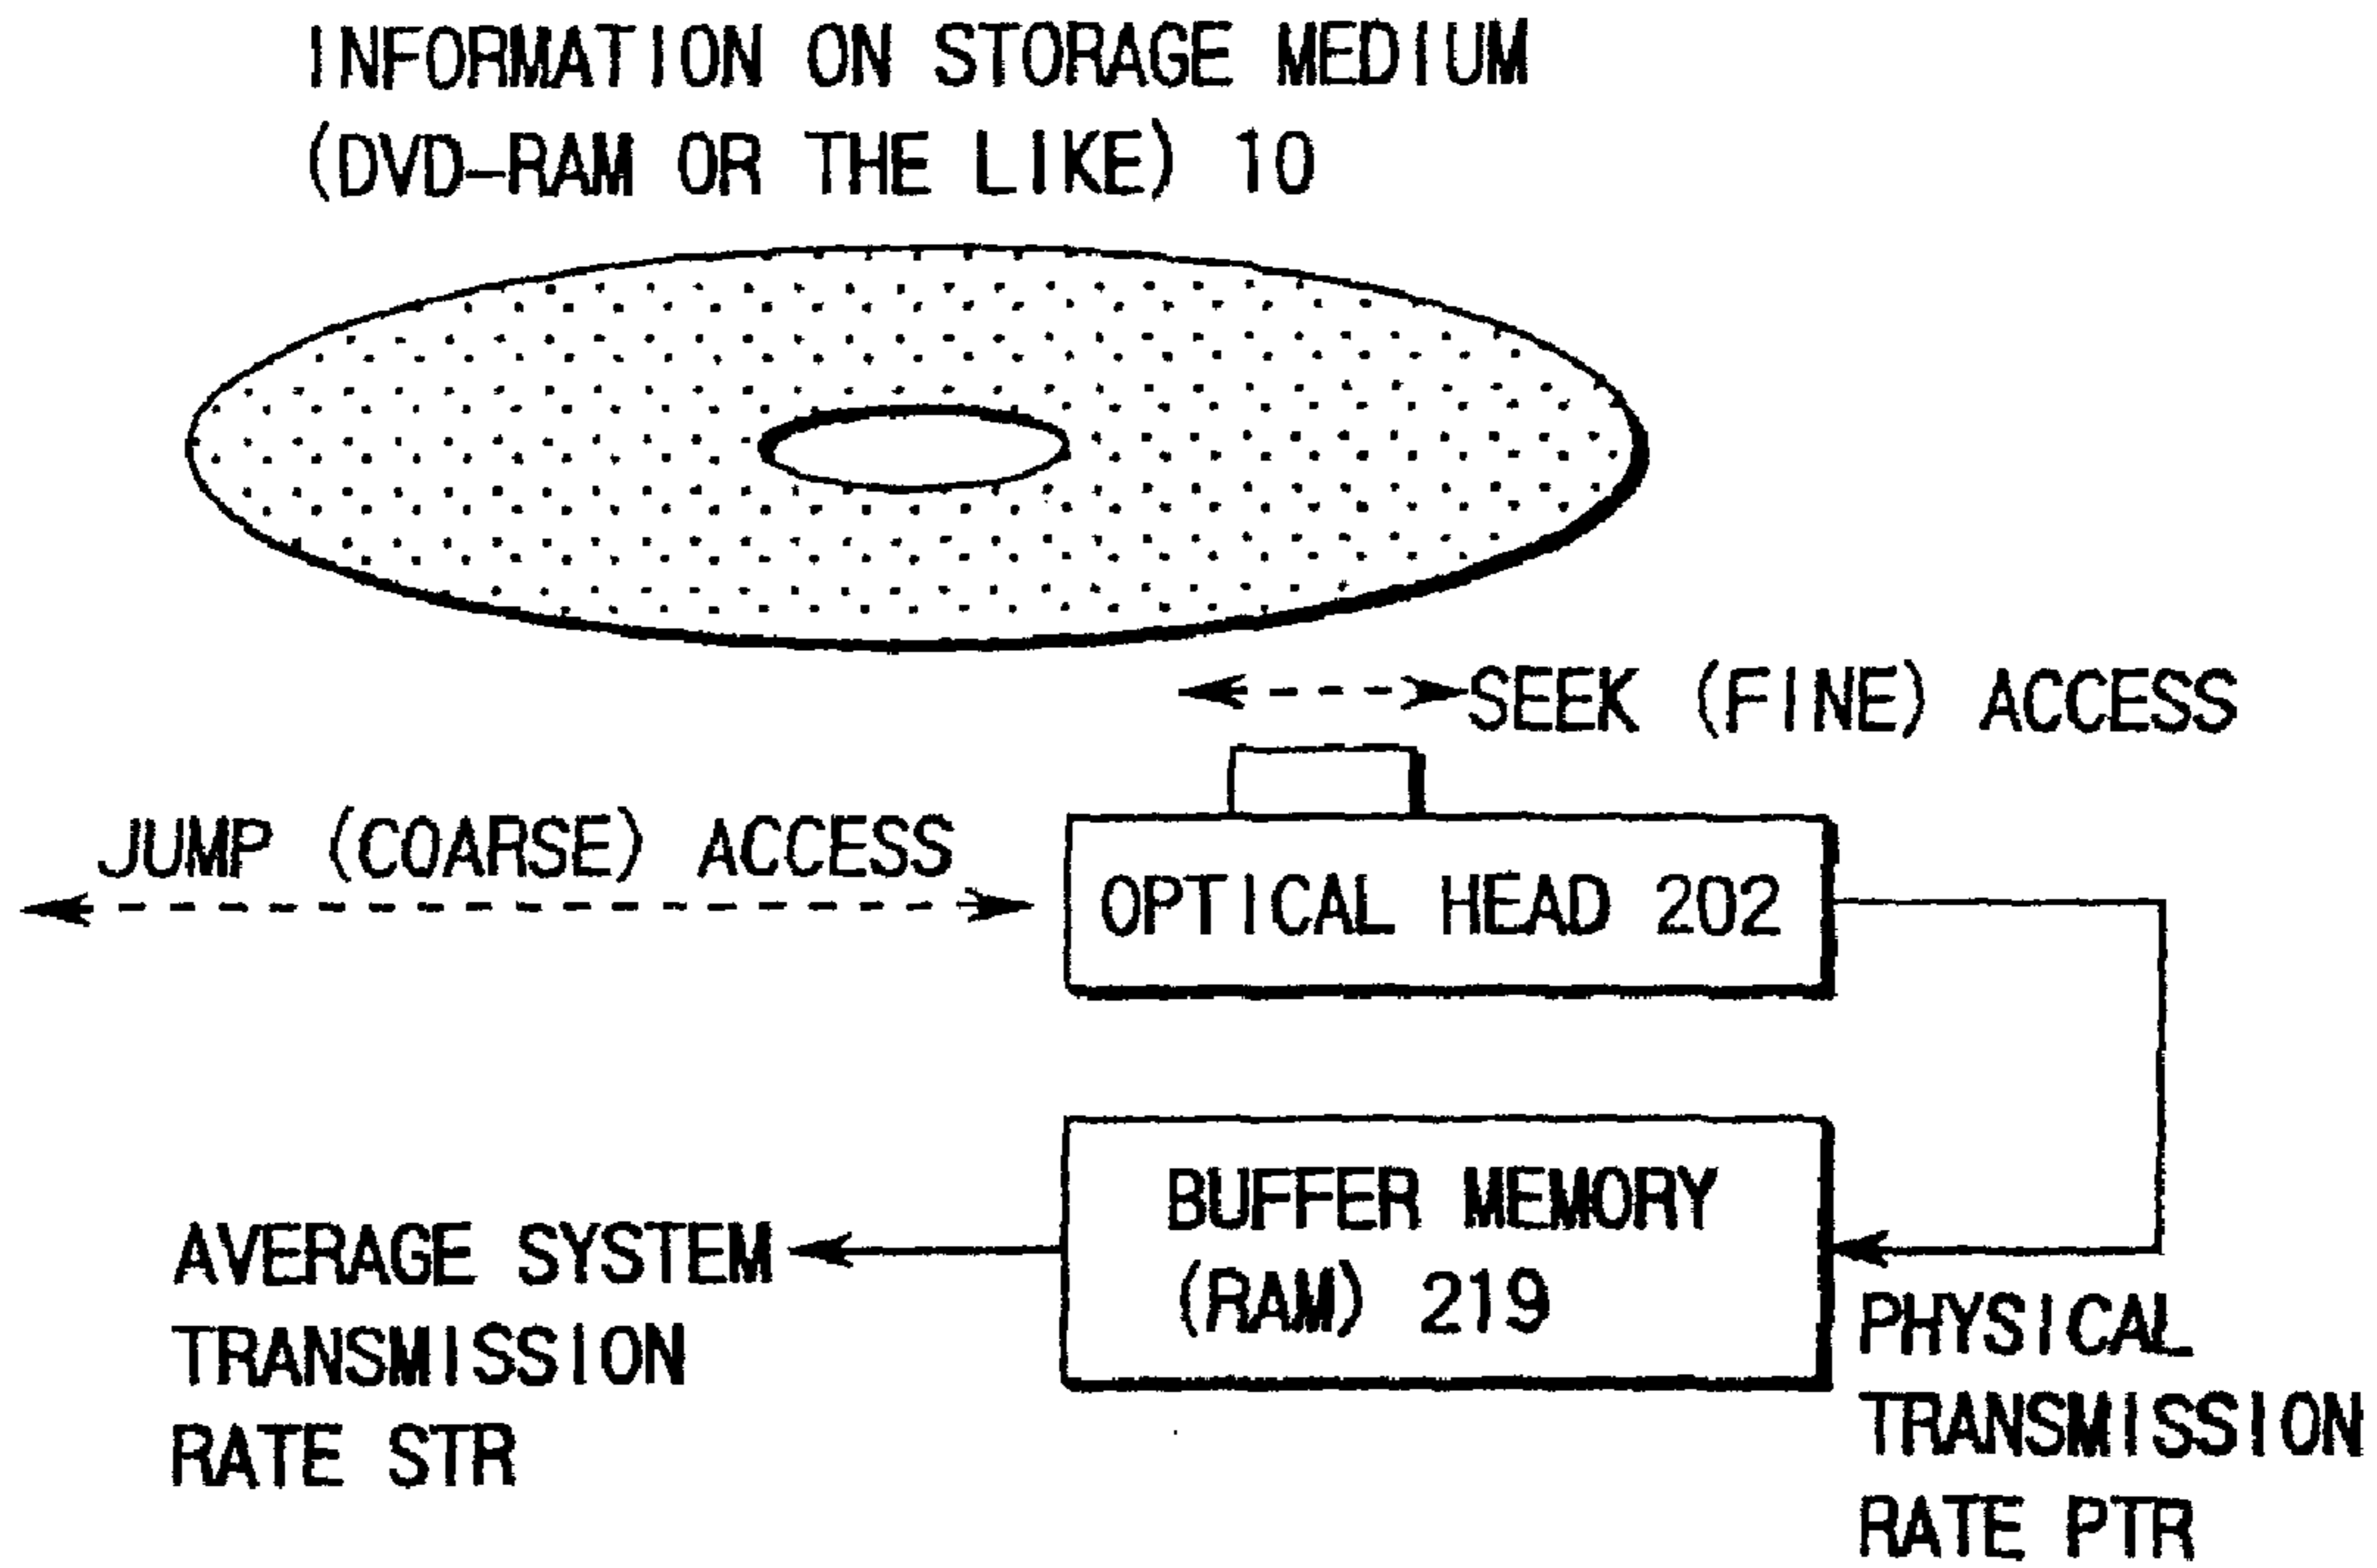 INFORMATION ON STORAGE MEDIUM
(DVD-RAM OR THE LIKE) 10
SEEK (FINE) ACCESS
JUMP (COARSE) ACCESS
OPTICAL HEAD 202
BUFFER MEMORY
(RAM) 219
AVERAGE SYSTEM
TRANSMISSION
RATE STR
PHYSICAL
TRANSMISSION
RATE PTR